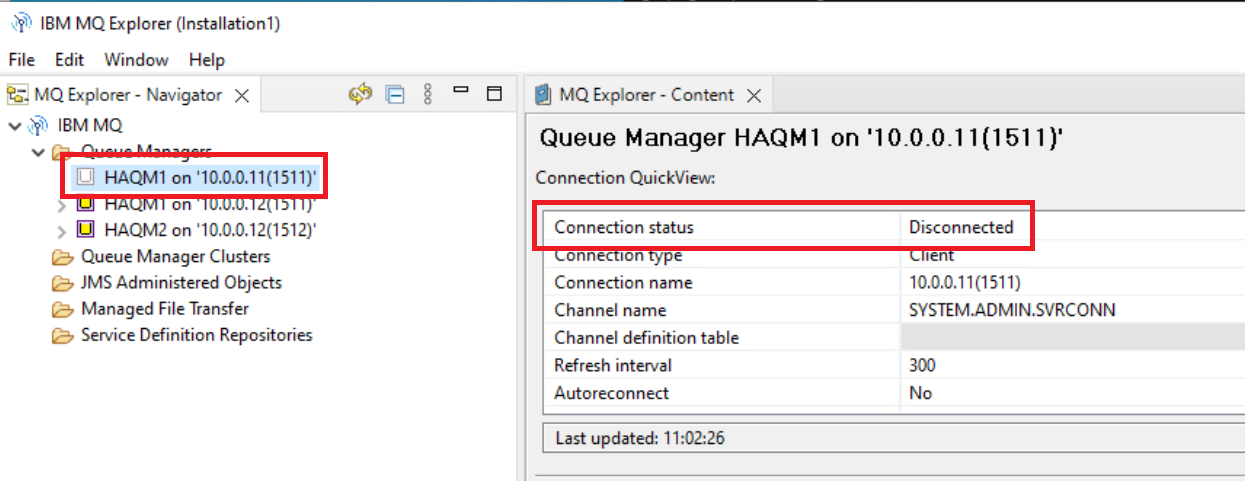 IBM MQ Explorer (Installation1)
File Edit Window Help
MQ Explorer - Navigator
IBM MQ
Queue Managers
HAQM1 on '10.0.0.11(1511)'
HAQM1 on '10.0.0.12(1511)'
HAQM2 on '10.0.0.12(1512)'
Queue Manager Clusters
JMS Administered Objects
Managed File Transfer
Service Definition Repositories
MQ Explorer - Content
Queue Manager HAQM1 on '10.0.0.11(1511)'
Connection QuickView:
Connection status Disconnected
Connection type Client
Connection name 10.0.0.11(1511)
Channel name SYSTEM.ADMIN.SVRCONN
Channel definition table
Refresh interval 300
Autoreconnect No
Last updated: 11:02:26